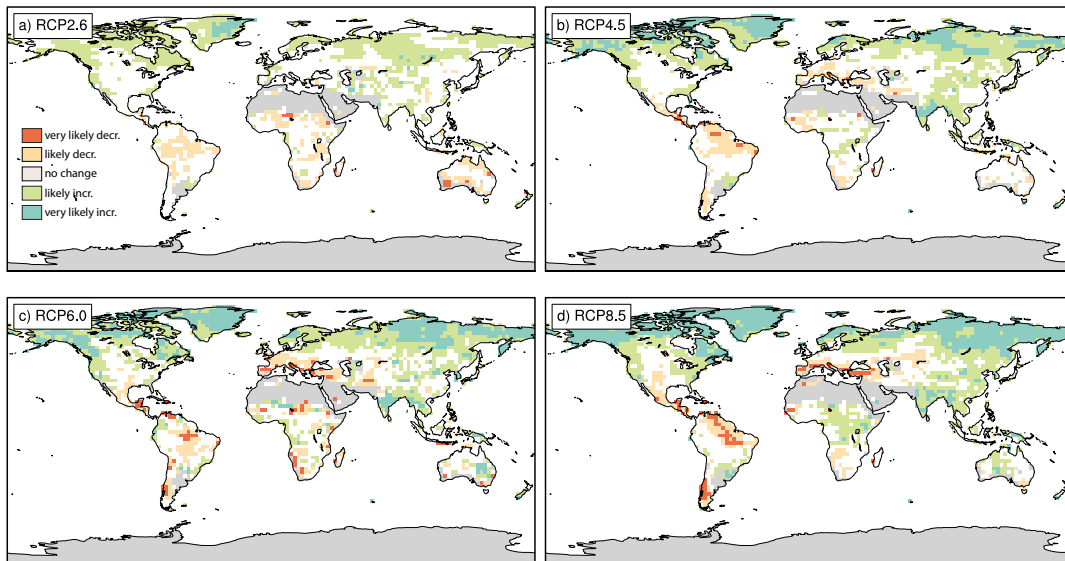 a) RCP2.6
b) RCP4.5
very likely decr.
likely decr.
no change
likely incr.
very likely incr.
c) RCP6.0
d) RCP8.5